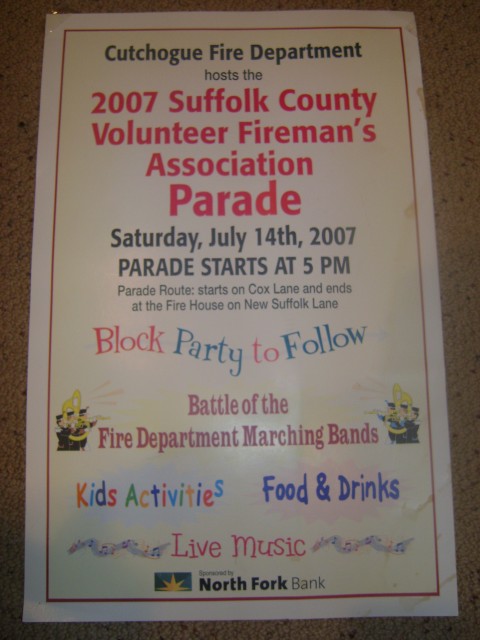 Cutchogue Fire Department
hosts the
2007 Suffolk County
Volunteer Fireman's
Association
Parade
Saturday, July 14th, 2007
PARADE STARTS AT 5 PM
Parade Route: starts on Cox Lane and ends
at the Fire House on New Suffolk Lane
Block Party to Follow
Battle of the
Fire Department Marching Bands
Kids Activities
Food & Drinks
Live Music
Sponsored by
North Fork Bank